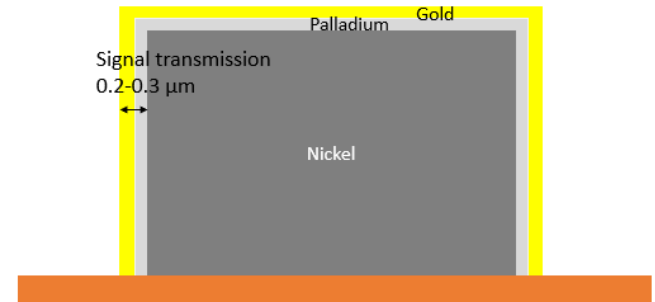 Gold
Palladium
Signal transmission
0.2-0.3 µm
Nickel